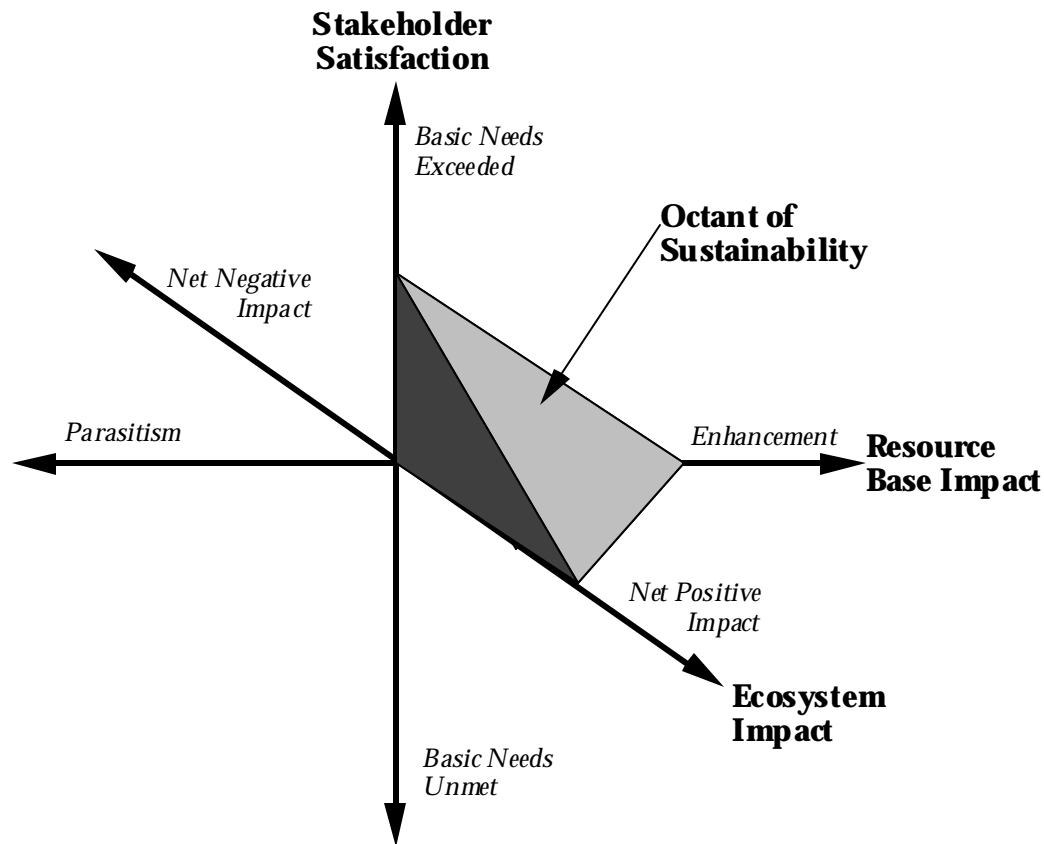 Stakeholder
Satisfaction
Basic Needs
Exceeded
Octant of
Sustainability
Net Negative
Impact
Parasitism
Enhancement
Resource
Base Impact
Net Positive
Impact
Ecosystem
Impact
Basic Needs
Unmet